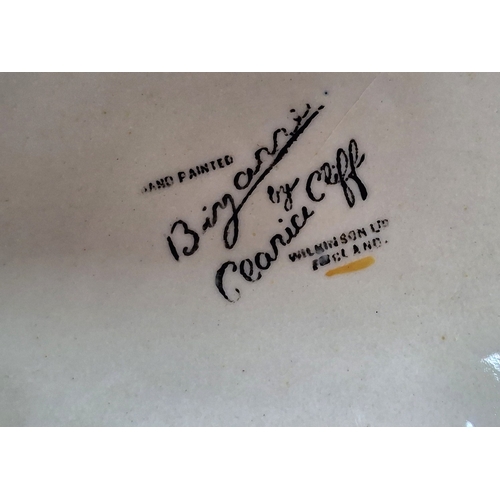 HAND PAINTED
Bizarre
by
Clarice Cliff
WILKINSON LTD
ENGLAND.